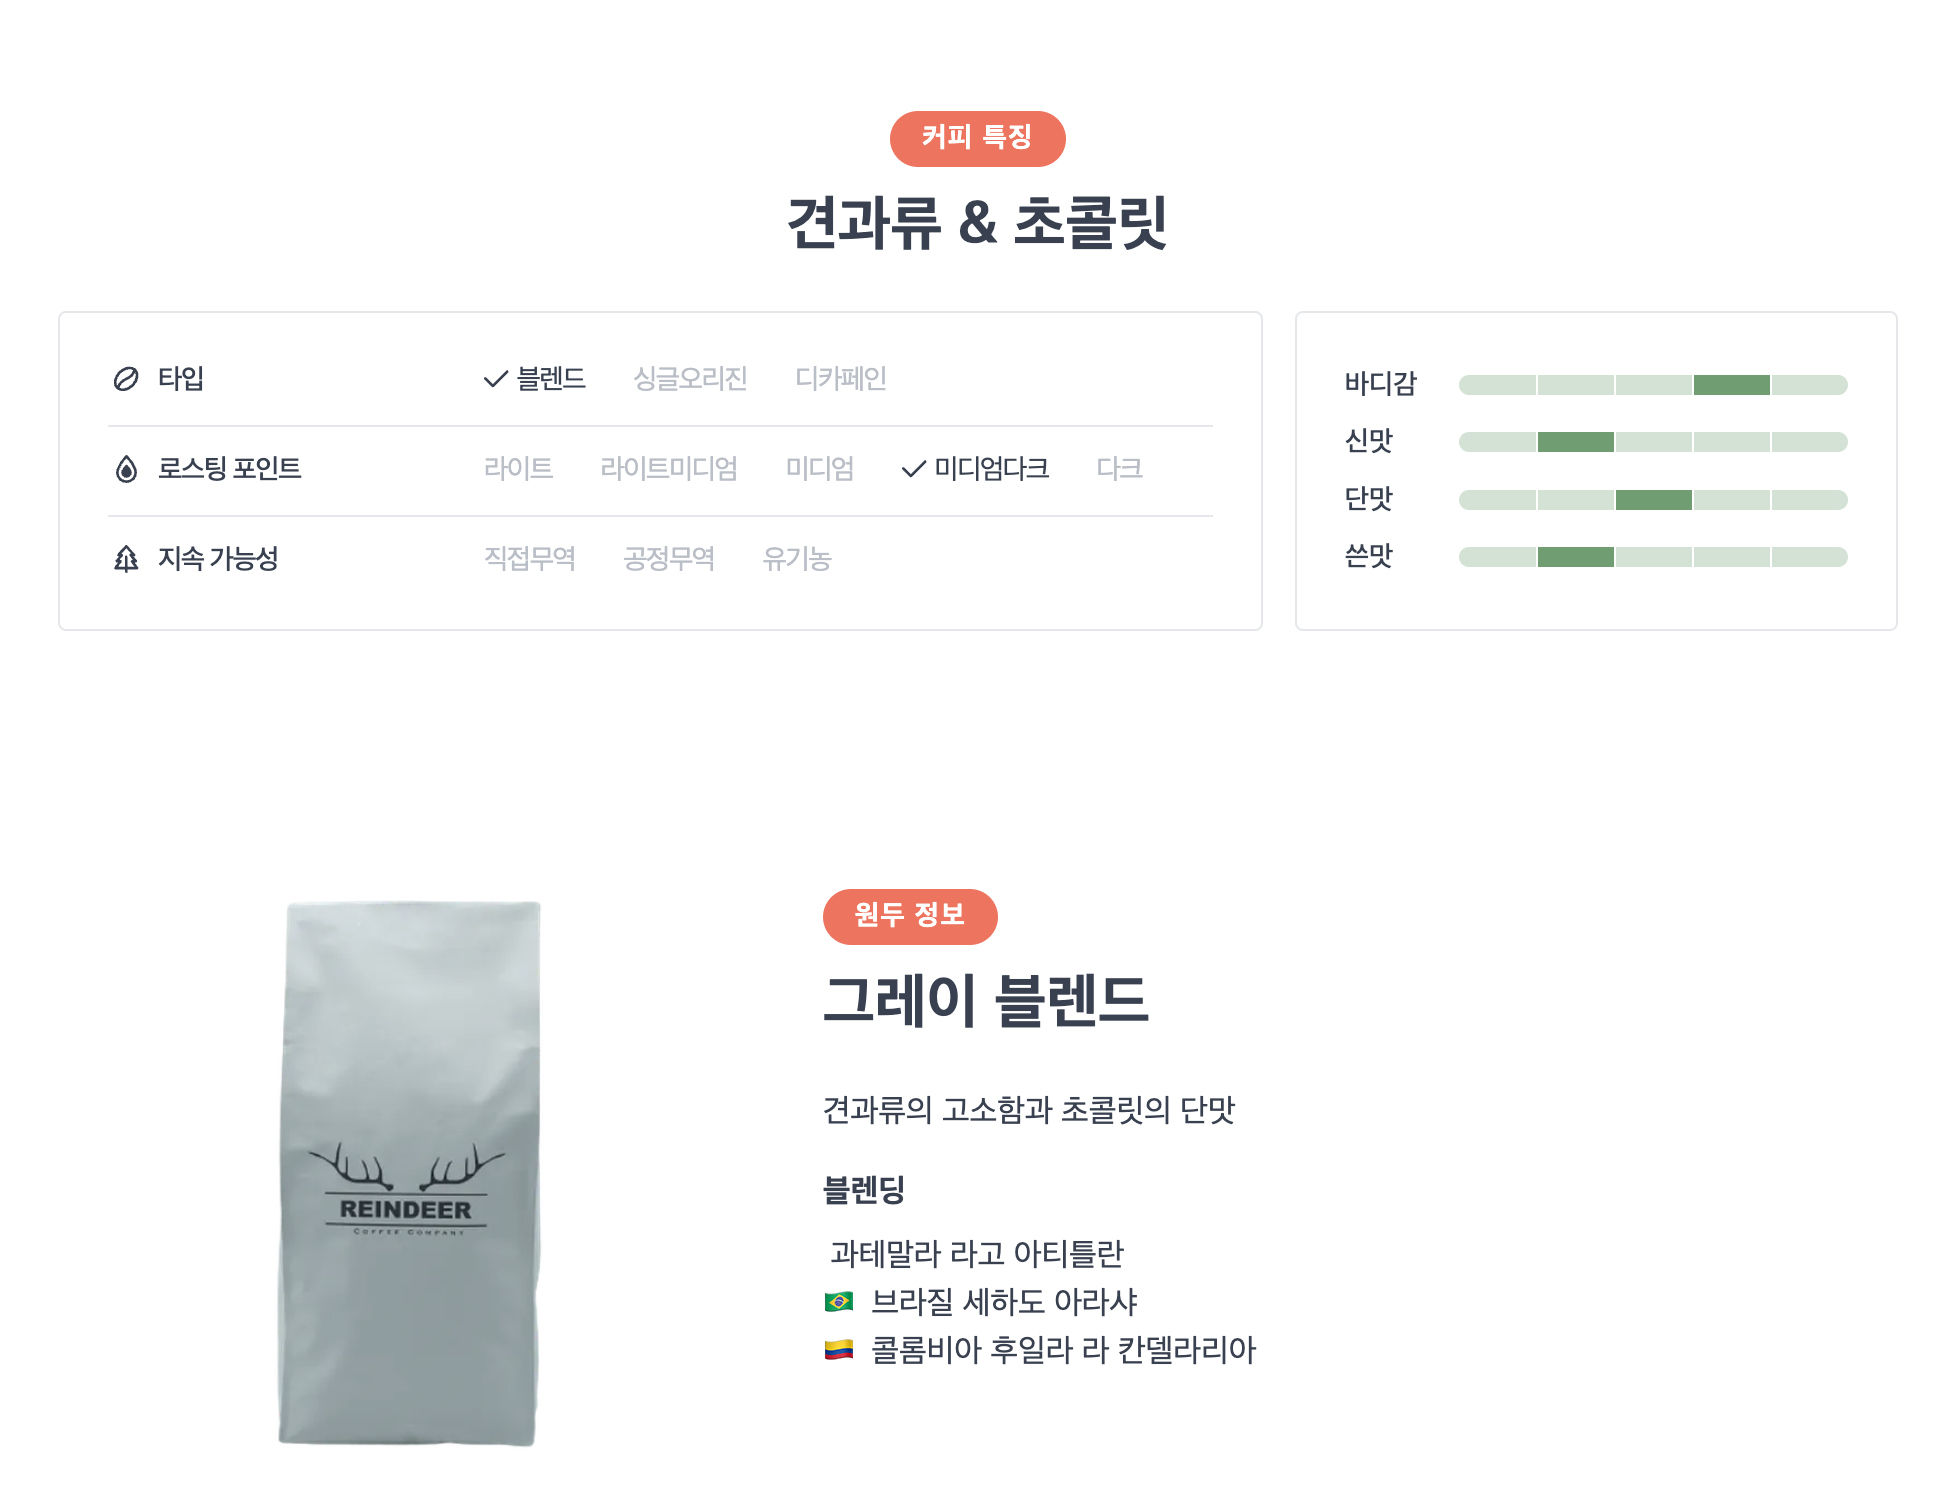 커피 특징
견과류 & 초콜릿
타입 블렌드 싱글오리진 디카페인
로스팅 포인트 라이트 라이트미디엄 미디엄 미디엄다크 다크
지속 가능성 직접무역 공정무역 유기농
바디감
신맛
단맛
쓴맛
REINDEER
COFFEE COMPANY
원두 정보
그레이 블렌드
견과류의 고소함과 초콜릿의 단맛
블렌딩
과테말라 라고 아티틀란
브라질 세하도 아라샤
콜롬비아 후일라 라 칸델라리아